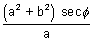 (a² + b²) secϕ
a